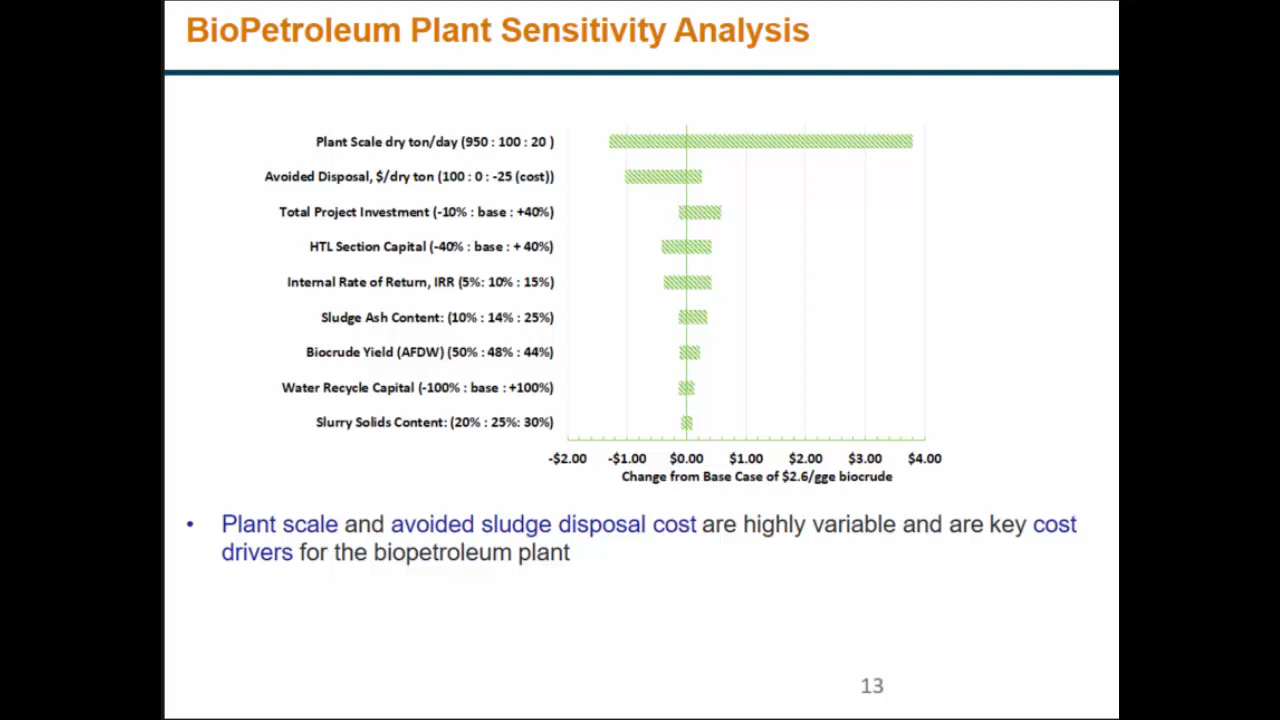 BioPetroleum Plant Sensitivity Analysis
Plant Scale dry ton/day (950 : 100 : 20 )
Avoided Disposal, $/dry ton (100 : 0 : -25 (cost))
Total Project Investment (-10% : base : +40%)
HTL Section Capital (-40% : base : + 40%)
Internal Rate of Return, IRR (5%: 10% : 15%)
Sludge Ash Content: (10% : 14% : 25%)
Biocrude Yield (AFDW) (50% : 48% : 44%)
Water Recycle Capital (-100% : base : +100%)
Slurry Solids Content: (20% : 25%: 30%)
-$2.00 -$1.00 $0.00 $1.00 $2.00 $3.00 $4.00
Change from Base Case of $2.6/gge biocrude
• Plant scale and avoided sludge disposal cost are highly variable and are key cost
drivers for the biopetroleum plant
13